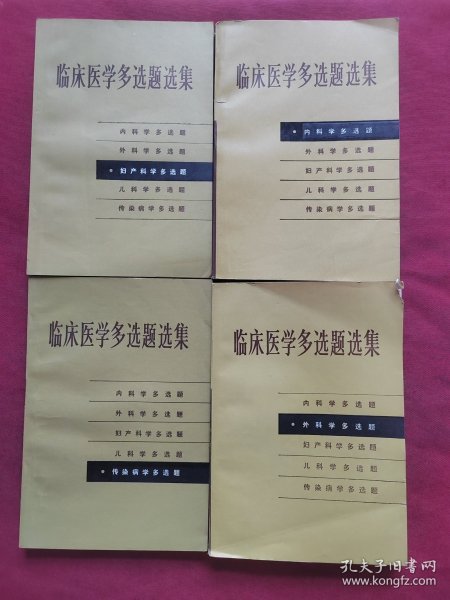 临床医学多选题选集
内科学多选题
外科学多选题
• 妇产科学多选题
儿科学多选题
传染病学多选题
临床医学多选题选集
• 内科学多选题
外科学多选题
妇产科学多选题
儿科学多选题
传染病学多选题
临床医学多选题选集
内科学多选题
外科学多选题
妇产科学多选题
儿科学多选题
• 传染病学多选题
临床医学多选题选集
内科学多选题
• 外科学多选题
妇产科学多选题
儿科学多选题
传染病学多选题
孔夫子旧书网
www.kongfz.com